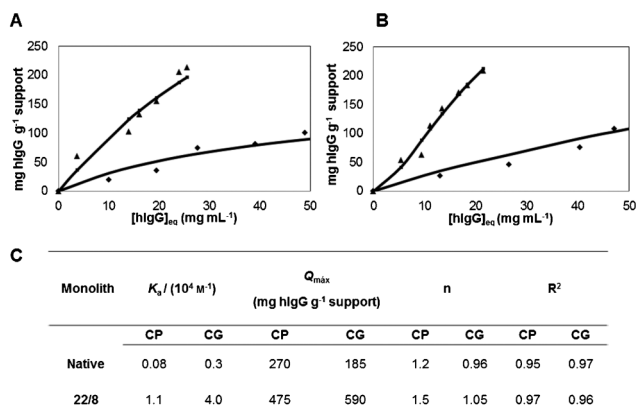 A
B
250
200
150
100
50
0
mg hIgG g⁻¹ support
0 10 20 30 40 50
[hIgG]eq (mg mL⁻¹)
250
200
150
100
50
0
mg hIgG g⁻¹ support
0 10 20 30 40 50
[hIgG]eq (mg mL⁻¹)
C
Monolith Ka / (10⁴ M⁻¹) Qmàx n R²
(mg hIgG g⁻¹ support)
CP CG CP CG CP CG CP CG
Native 0.08 0.3 270 185 1.2 0.96 0.95 0.97
22/8 1.1 4.0 475 590 1.5 1.05 0.97 0.96